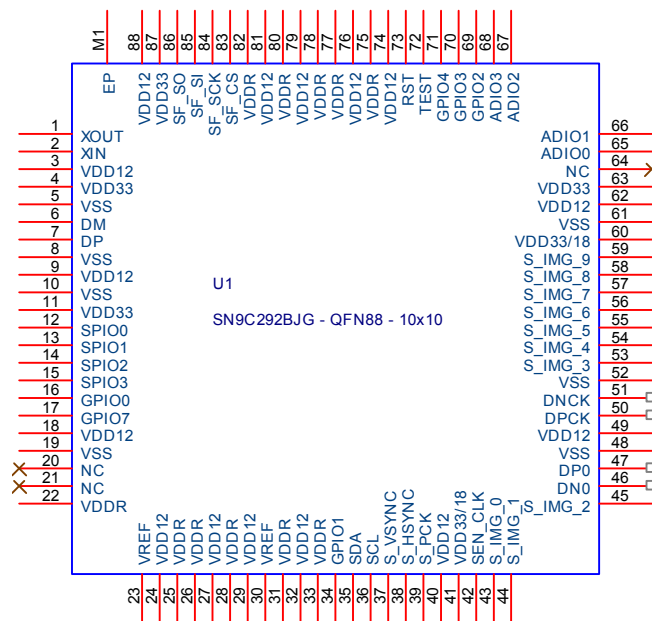 M1
88
87
86
85
84
83
82
81
80
79
78
77
76
75
74
73
72
71
70
69
68
67
EP
VDD12
VDD33
SF_SO
SF_SI
SF_SCK
SF_CS
VDDR
VDD12
VDDR
VDD12
VDDR
VDDR
VDD12
VDDR
VDD12
RST
TEST
GPIO4
GPIO3
GPIO2
ADIO3
ADIO2
1 XOUT
2 XIN
3 VDD12
4 VDD33
5 VSS
6 DM
7 DP
8 VSS
9 VDD12
10 VSS
11 VDD33
12 SPIO0
13 SPIO1
14 SPIO2
15 SPIO3
16 GPIO0
17 GPIO7
18 VDD12
19 VSS
20 NC
21 NC
22 VDDR
U1
SN9C292BJG - QFN88 - 10x10
ADIO1 66
ADIO0 65
NC 64
VDD33 63
VDD12 62
VSS 61
VDD33/18 60
S_IMG_9 59
S_IMG_8 58
S_IMG_7 57
S_IMG_6 56
S_IMG_5 55
S_IMG_4 54
S_IMG_3 53
VSS 52
DNCK 51
DPCK 50
VDD12 49
VSS 48
DP0 47
DN0 46
S_IMG_2 45
VREF
VDD12
VDDR
VDDR
VDD12
VDDR
VDD12
VREF
VDDR
VDD12
VDDR
GPIO1
SDA
SCL
S_VSYNC
S_HSYNC
S_PCK
VDD12
VDD33/18
SEN_CLK
S_IMG_0
S_IMG_1
23
24
25
26
27
28
29
30
31
32
33
34
35
36
37
38
39
40
41
42
43
44